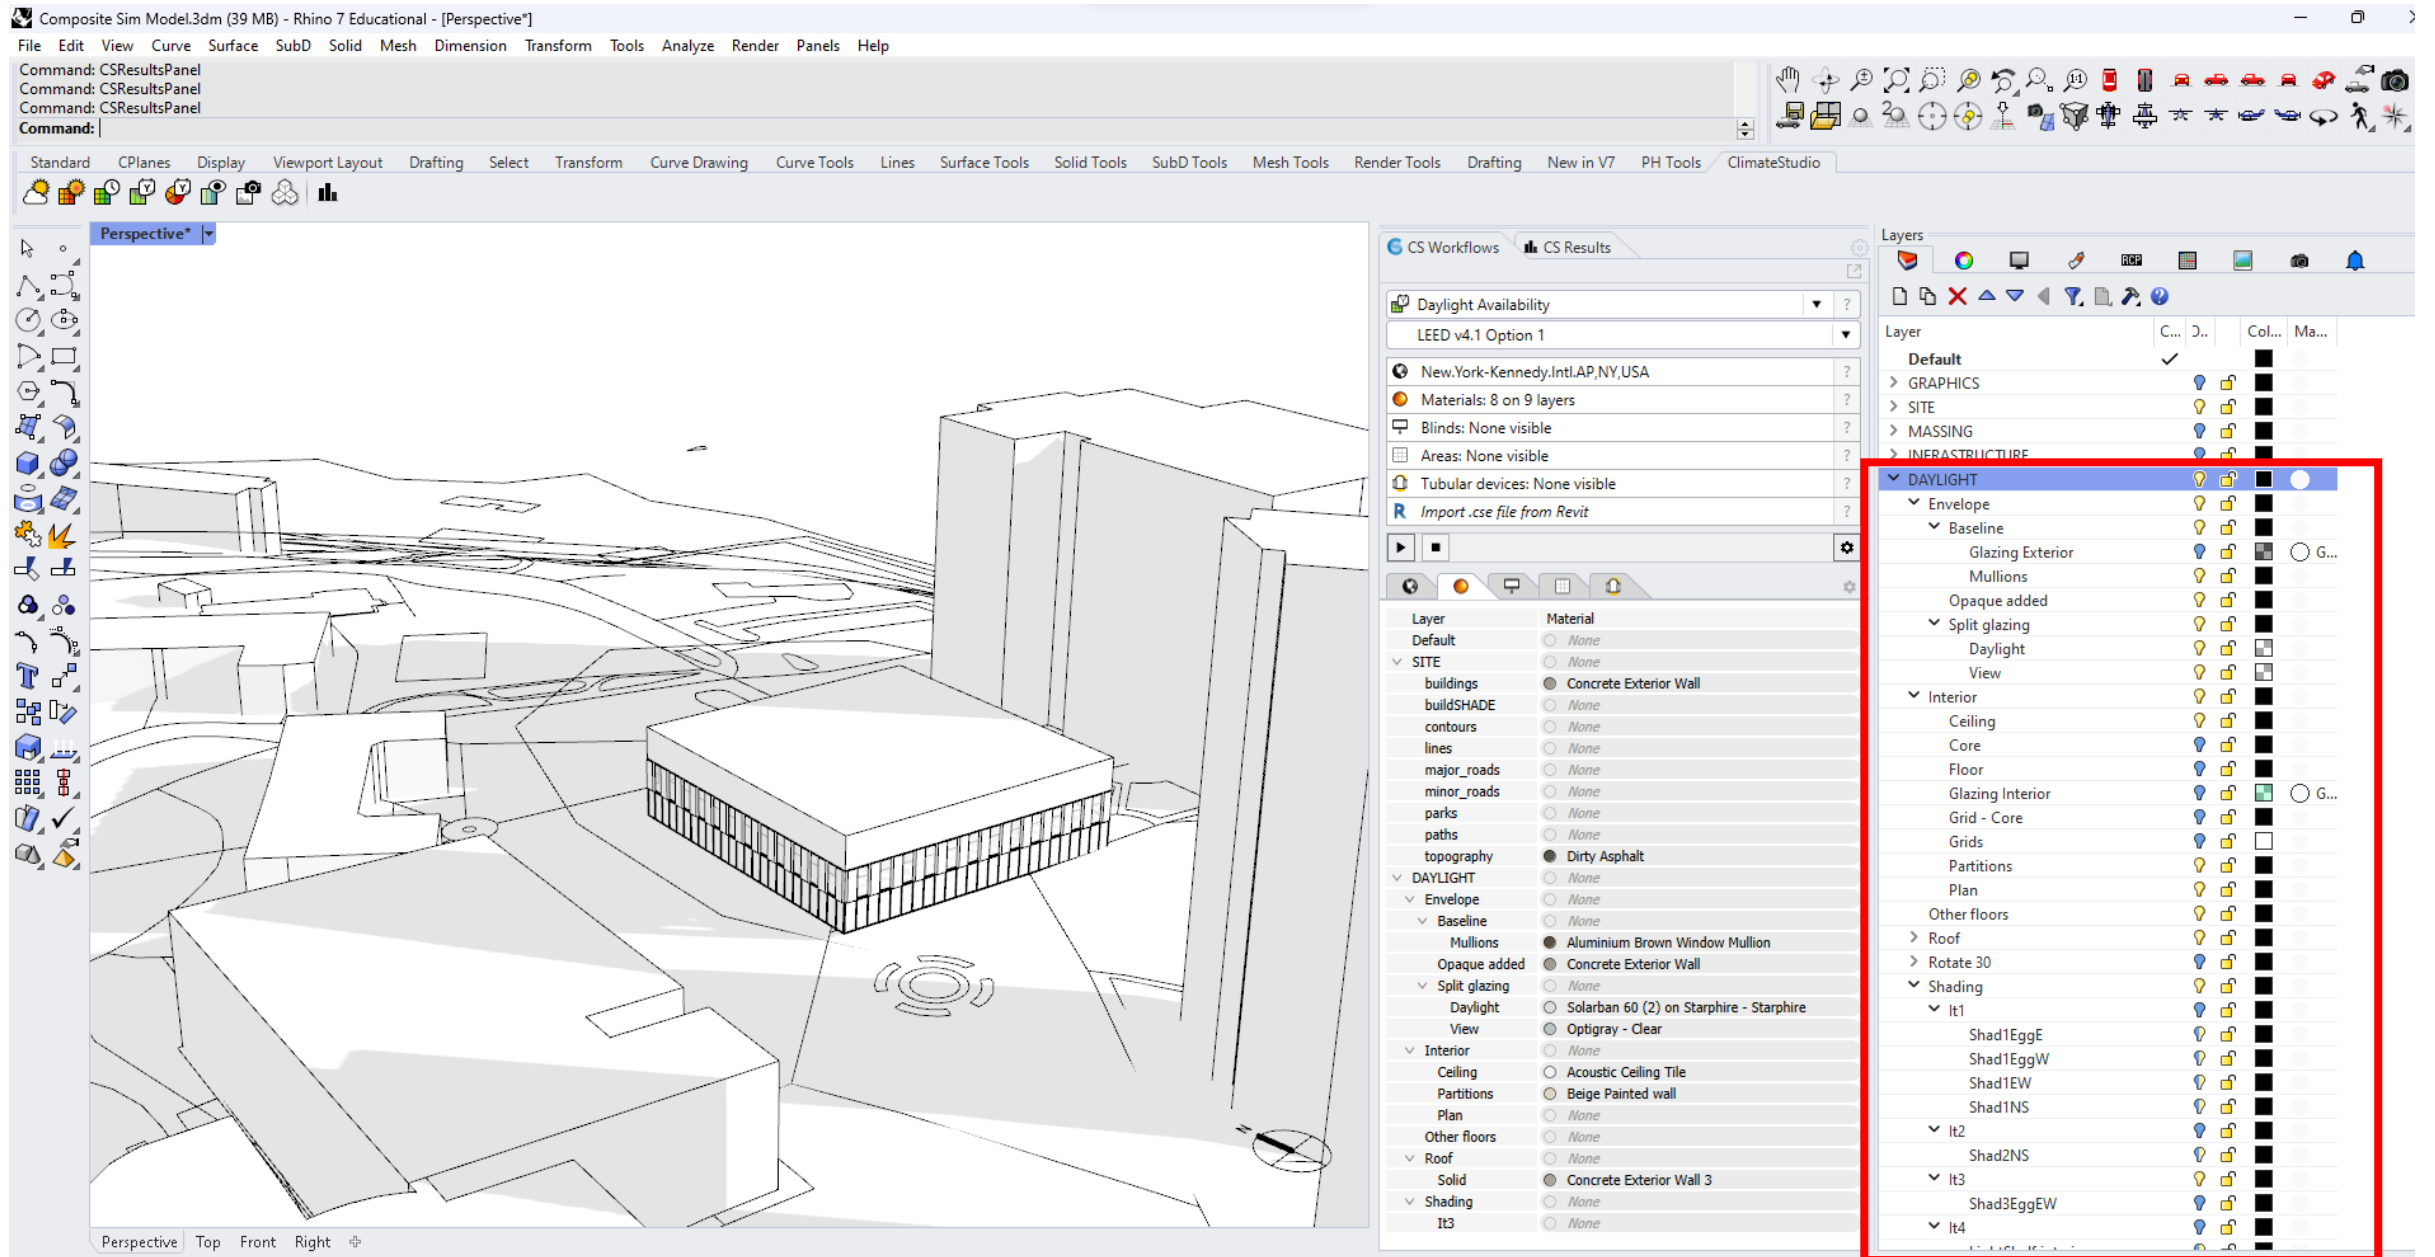 Composite Sim Model.3dm (39 MB) - Rhino 7 Educational - [Perspective*]
File Edit View Curve Surface SubD Solid Mesh Dimension Transform Tools Analyze Render Panels Help
Command: CSResultsPanel
Command: CSResultsPanel
Command: CSResultsPanel
Command:
Standard CPlanes Display Viewport Layout Drafting Select Transform Curve Drawing Curve Tools Lines Surface Tools Solid Tools SubD Tools Mesh Tools Render Tools Drafting New in V7 PH Tools ClimateStudio
Perspective*
N
Perspective Top Front Right
CS Workflows CS Results
Daylight Availability ?
LEED v4.1 Option 1
New.York-Kennedy.Intl.AP,NY,USA ?
Materials: 8 on 9 layers ?
Blinds: None visible ?
Areas: None visible ?
Tubular devices: None visible ?
R Import .cse file from Revit ?
Layer Material
Default None
SITE None
buildings Concrete Exterior Wall
buildSHADE None
contours None
lines None
major_roads None
minor_roads None
parks None
paths None
topography Dirty Asphalt
DAYLIGHT None
Envelope None
Baseline None
Mullions Aluminium Brown Window Mullion
Opaque added Concrete Exterior Wall
Split glazing None
Daylight Solarban 60 (2) on Starphire - Starphire
View Optigray - Clear
Interior None
Ceiling Acoustic Ceiling Tile
Partitions Beige Painted wall
Plan None
Other floors None
Roof None
Solid Concrete Exterior Wall 3
Shading None
It3 None
Layers
RCP
Layer C... Col... Ma...
Default
GRAPHICS
SITE
MASSING
INFRASTRUCTURE
DAYLIGHT
Envelope
Baseline
Glazing Exterior G...
Mullions
Opaque added
Split glazing
Daylight
View
Interior
Ceiling
Core
Floor
Glazing Interior G...
Grid - Core
Grids
Partitions
Plan
Other floors
Roof
Rotate 30
Shading
It1
Shad1EggE
Shad1EggW
Shad1EW
Shad1NS
It2
Shad2NS
It3
Shad3EggEW
It4